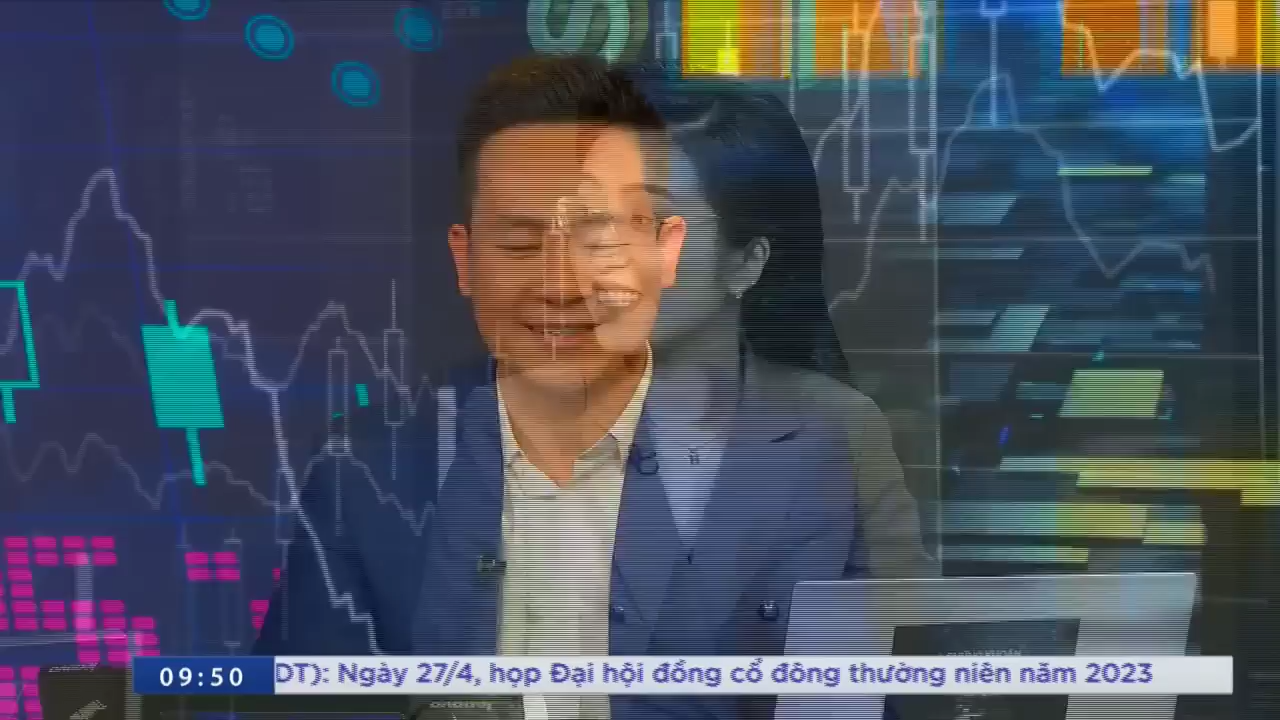 09:50
DT): Ngày 27/4, họp Đại hội đồng cổ đông thường niên năm 2023